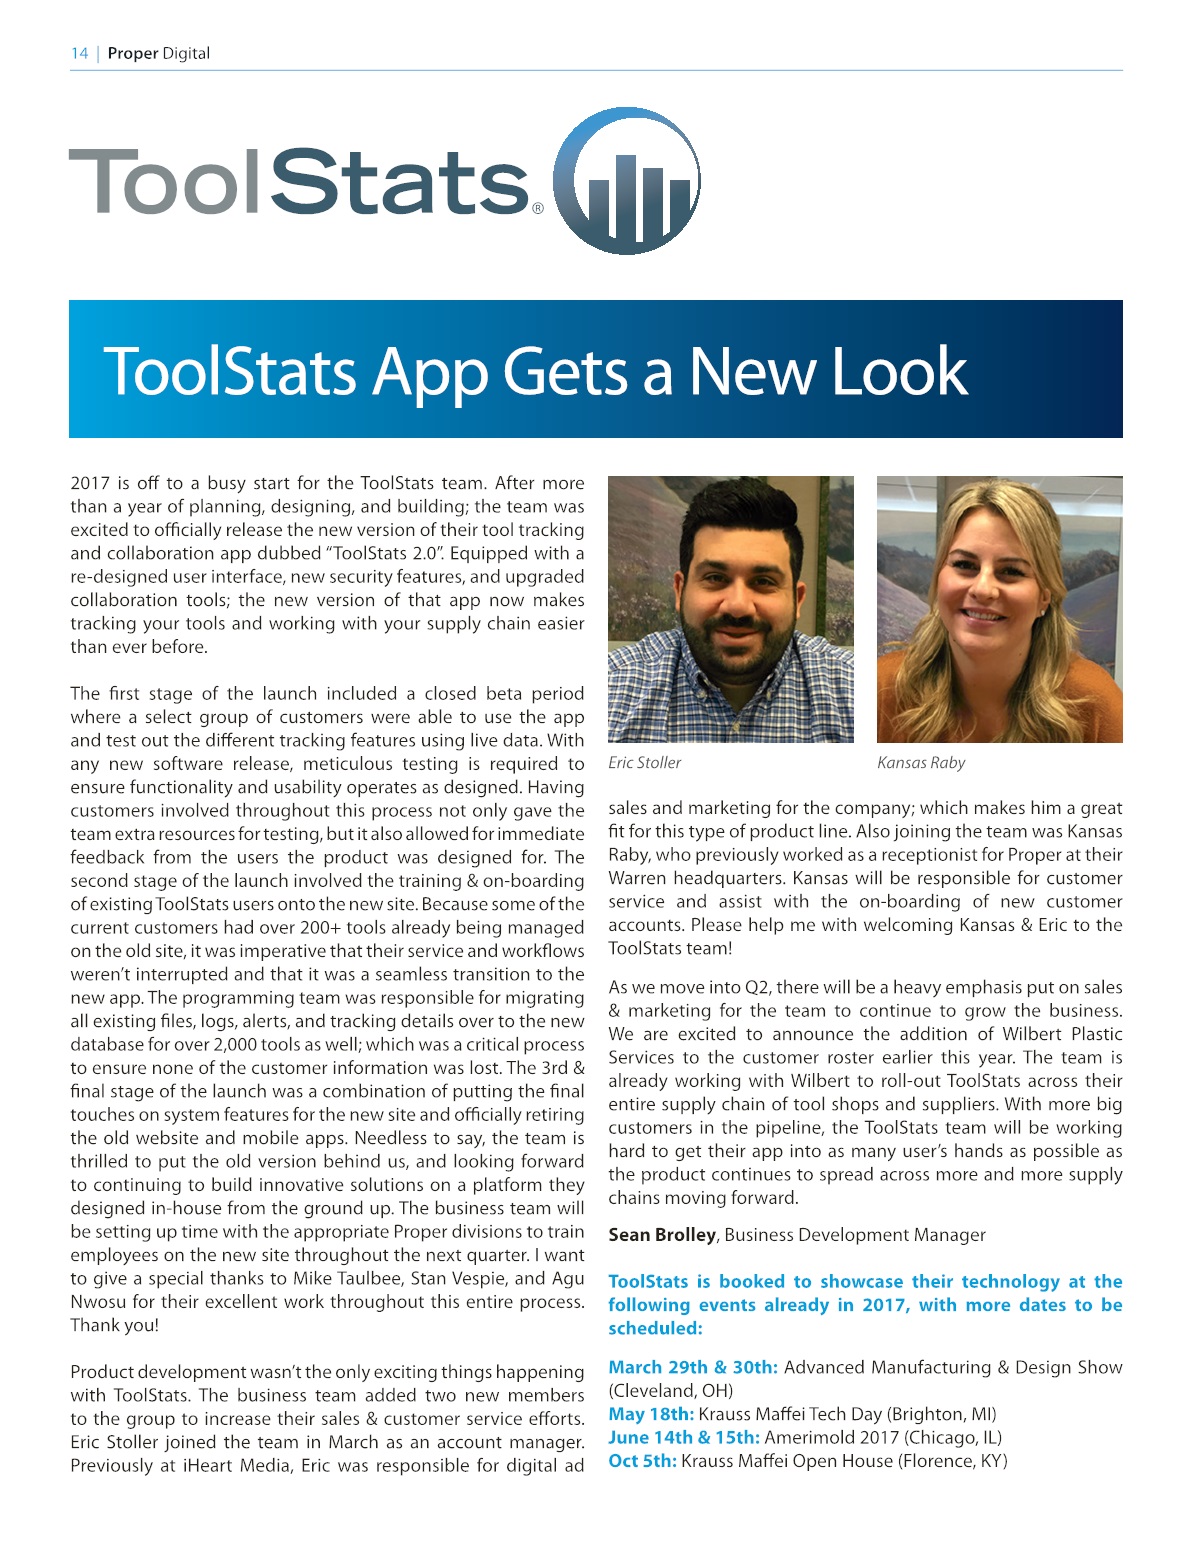 14 | Proper Digital
ToolStats®
ToolStats App Gets a New Look
2017 is off to a busy start for the ToolStats team. After more
than a year of planning, designing, and building; the team was
excited to officially release the new version of their tool tracking
and collaboration app dubbed “ToolStats 2.0”. Equipped with a
re-designed user interface, new security features, and upgraded
collaboration tools; the new version of that app now makes
tracking your tools and working with your supply chain easier
than ever before.
The first stage of the launch included a closed beta period
where a select group of customers were able to use the app
and test out the different tracking features using live data. With
any new software release, meticulous testing is required to
ensure functionality and usability operates as designed. Having
customers involved throughout this process not only gave the
team extra resources for testing, but it also allowed for immediate
feedback from the users the product was designed for. The
second stage of the launch involved the training & on-boarding
of existing ToolStats users onto the new site. Because some of the
current customers had over 200+ tools already being managed
on the old site, it was imperative that their service and workflows
weren’t interrupted and that it was a seamless transition to the
new app. The programming team was responsible for migrating
all existing files, logs, alerts, and tracking details over to the new
database for over 2,000 tools as well; which was a critical process
to ensure none of the customer information was lost. The 3rd &
final stage of the launch was a combination of putting the final
touches on system features for the new site and officially retiring
the old website and mobile apps. Needless to say, the team is
thrilled to put the old version behind us, and looking forward
to continuing to build innovative solutions on a platform they
designed in-house from the ground up. The business team will
be setting up time with the appropriate Proper divisions to train
employees on the new site throughout the next quarter. I want
to give a special thanks to Mike Taulbee, Stan Vespie, and Agu
Nwosu for their excellent work throughout this entire process.
Thank you!
Product development wasn’t the only exciting things happening
with ToolStats. The business team added two new members
to the group to increase their sales & customer service efforts.
Eric Stoller joined the team in March as an account manager.
Previously at iHeart Media, Eric was responsible for digital ad
Eric Stoller
Kansas Raby
sales and marketing for the company; which makes him a great
fit for this type of product line. Also joining the team was Kansas
Raby, who previously worked as a receptionist for Proper at their
Warren headquarters. Kansas will be responsible for customer
service and assist with the on-boarding of new customer
accounts. Please help me with welcoming Kansas & Eric to the
ToolStats team!
As we move into Q2, there will be a heavy emphasis put on sales
& marketing for the team to continue to grow the business.
We are excited to announce the addition of Wilbert Plastic
Services to the customer roster earlier this year. The team is
already working with Wilbert to roll-out ToolStats across their
entire supply chain of tool shops and suppliers. With more big
customers in the pipeline, the ToolStats team will be working
hard to get their app into as many user’s hands as possible as
the product continues to spread across more and more supply
chains moving forward.
Sean Brolley, Business Development Manager
ToolStats is booked to showcase their technology at the
following events already in 2017, with more dates to be
scheduled:
March 29th & 30th: Advanced Manufacturing & Design Show
(Cleveland, OH)
May 18th: Krauss Maffei Tech Day (Brighton, MI)
June 14th & 15th: Amerimold 2017 (Chicago, IL)
Oct 5th: Krauss Maffei Open House (Florence, KY)